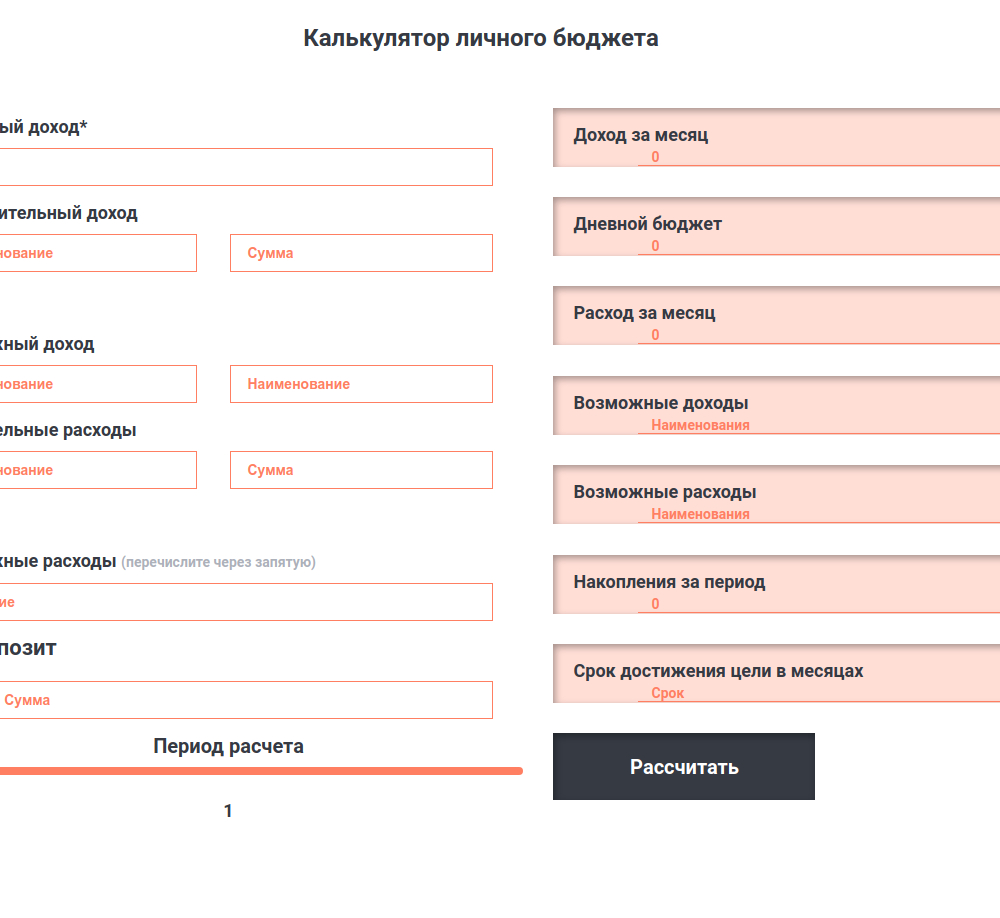 Калькулятор личного бюджета
ый доход*
ительный доход
нование
Сумма
жный доход
нование
Наименование
ельные расходы
нование
Сумма
жные расходы (перечислите через запятую)
ие
позит
Сумма
Период расчета
1
Доход за месяц
0
Дневной бюджет
0
Расход за месяц
0
Возможные доходы
Наименования
Возможные расходы
Наименования
Накопления за период
0
Срок достижения цели в месяцах
Срок
Рассчитать